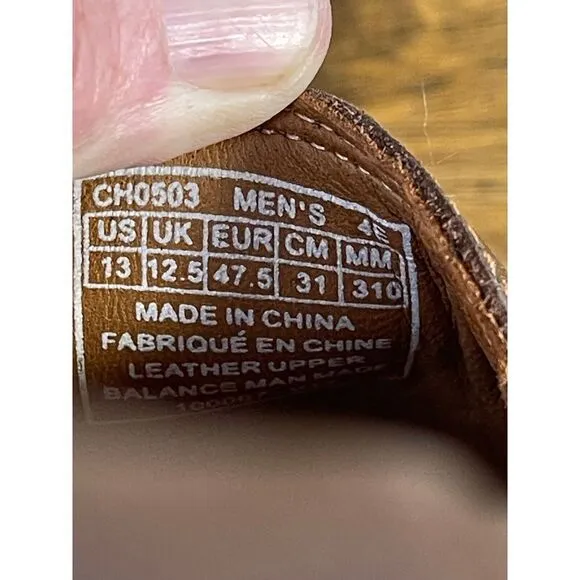 CH0503 MEN'S 4E
US UK EUR CM MM
13 12.5 47.5 31 310
MADE IN CHINA
FABRIQUÉ EN CHINE
LEATHER UPPER
BALANCE MAN MADE